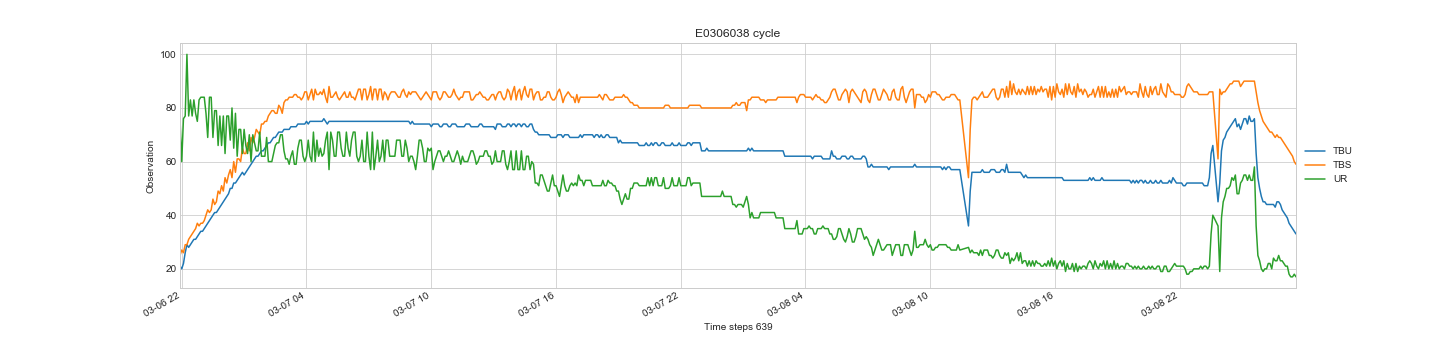 E0306038 cycle
Observation
100
80
60
40
20
TBU
TBS
UR
03-06 22
03-07 04
03-07 10
03-07 16
03-07 22
03-08 04
03-08 10
03-08 16
03-08 22
Time steps 639